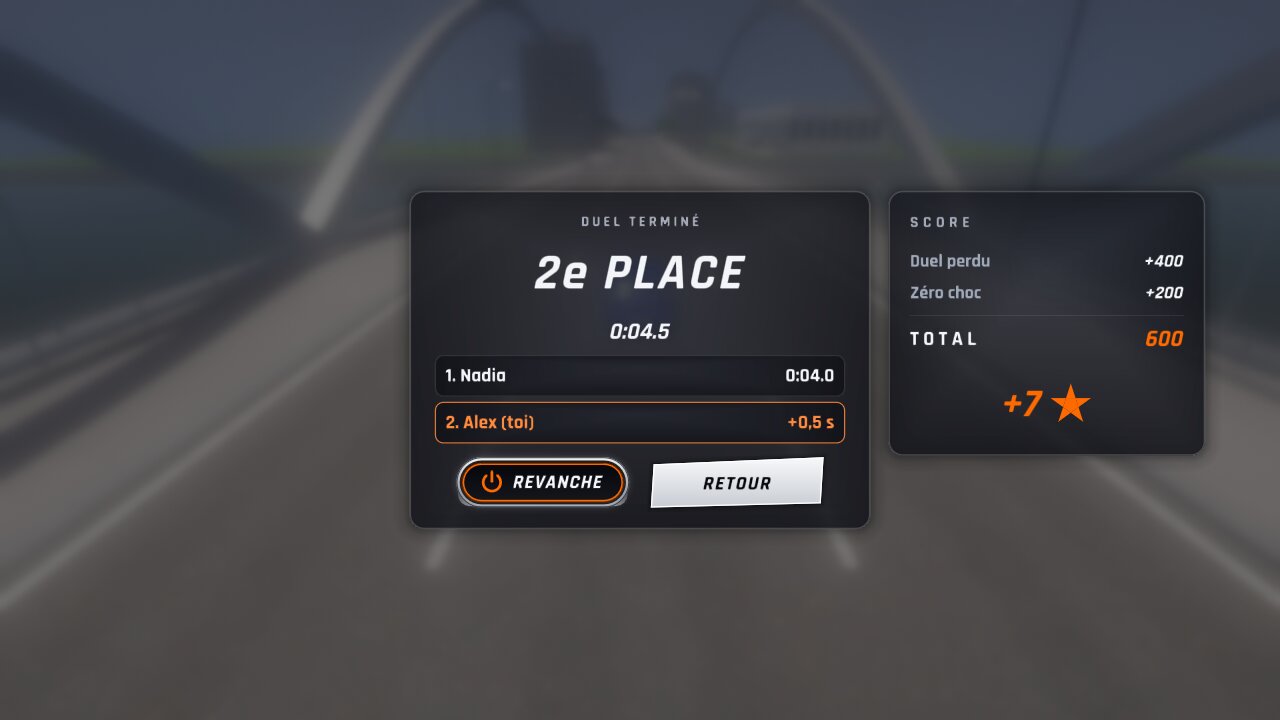 DUEL TERMINÉ
2e PLACE
0:04.5
1. Nadia 0:04.0
2. Alex (toi) +0,5 s
REVANCHE
RETOUR
SCORE
Duel perdu +400
Zéro choc +200
TOTAL 600
+7